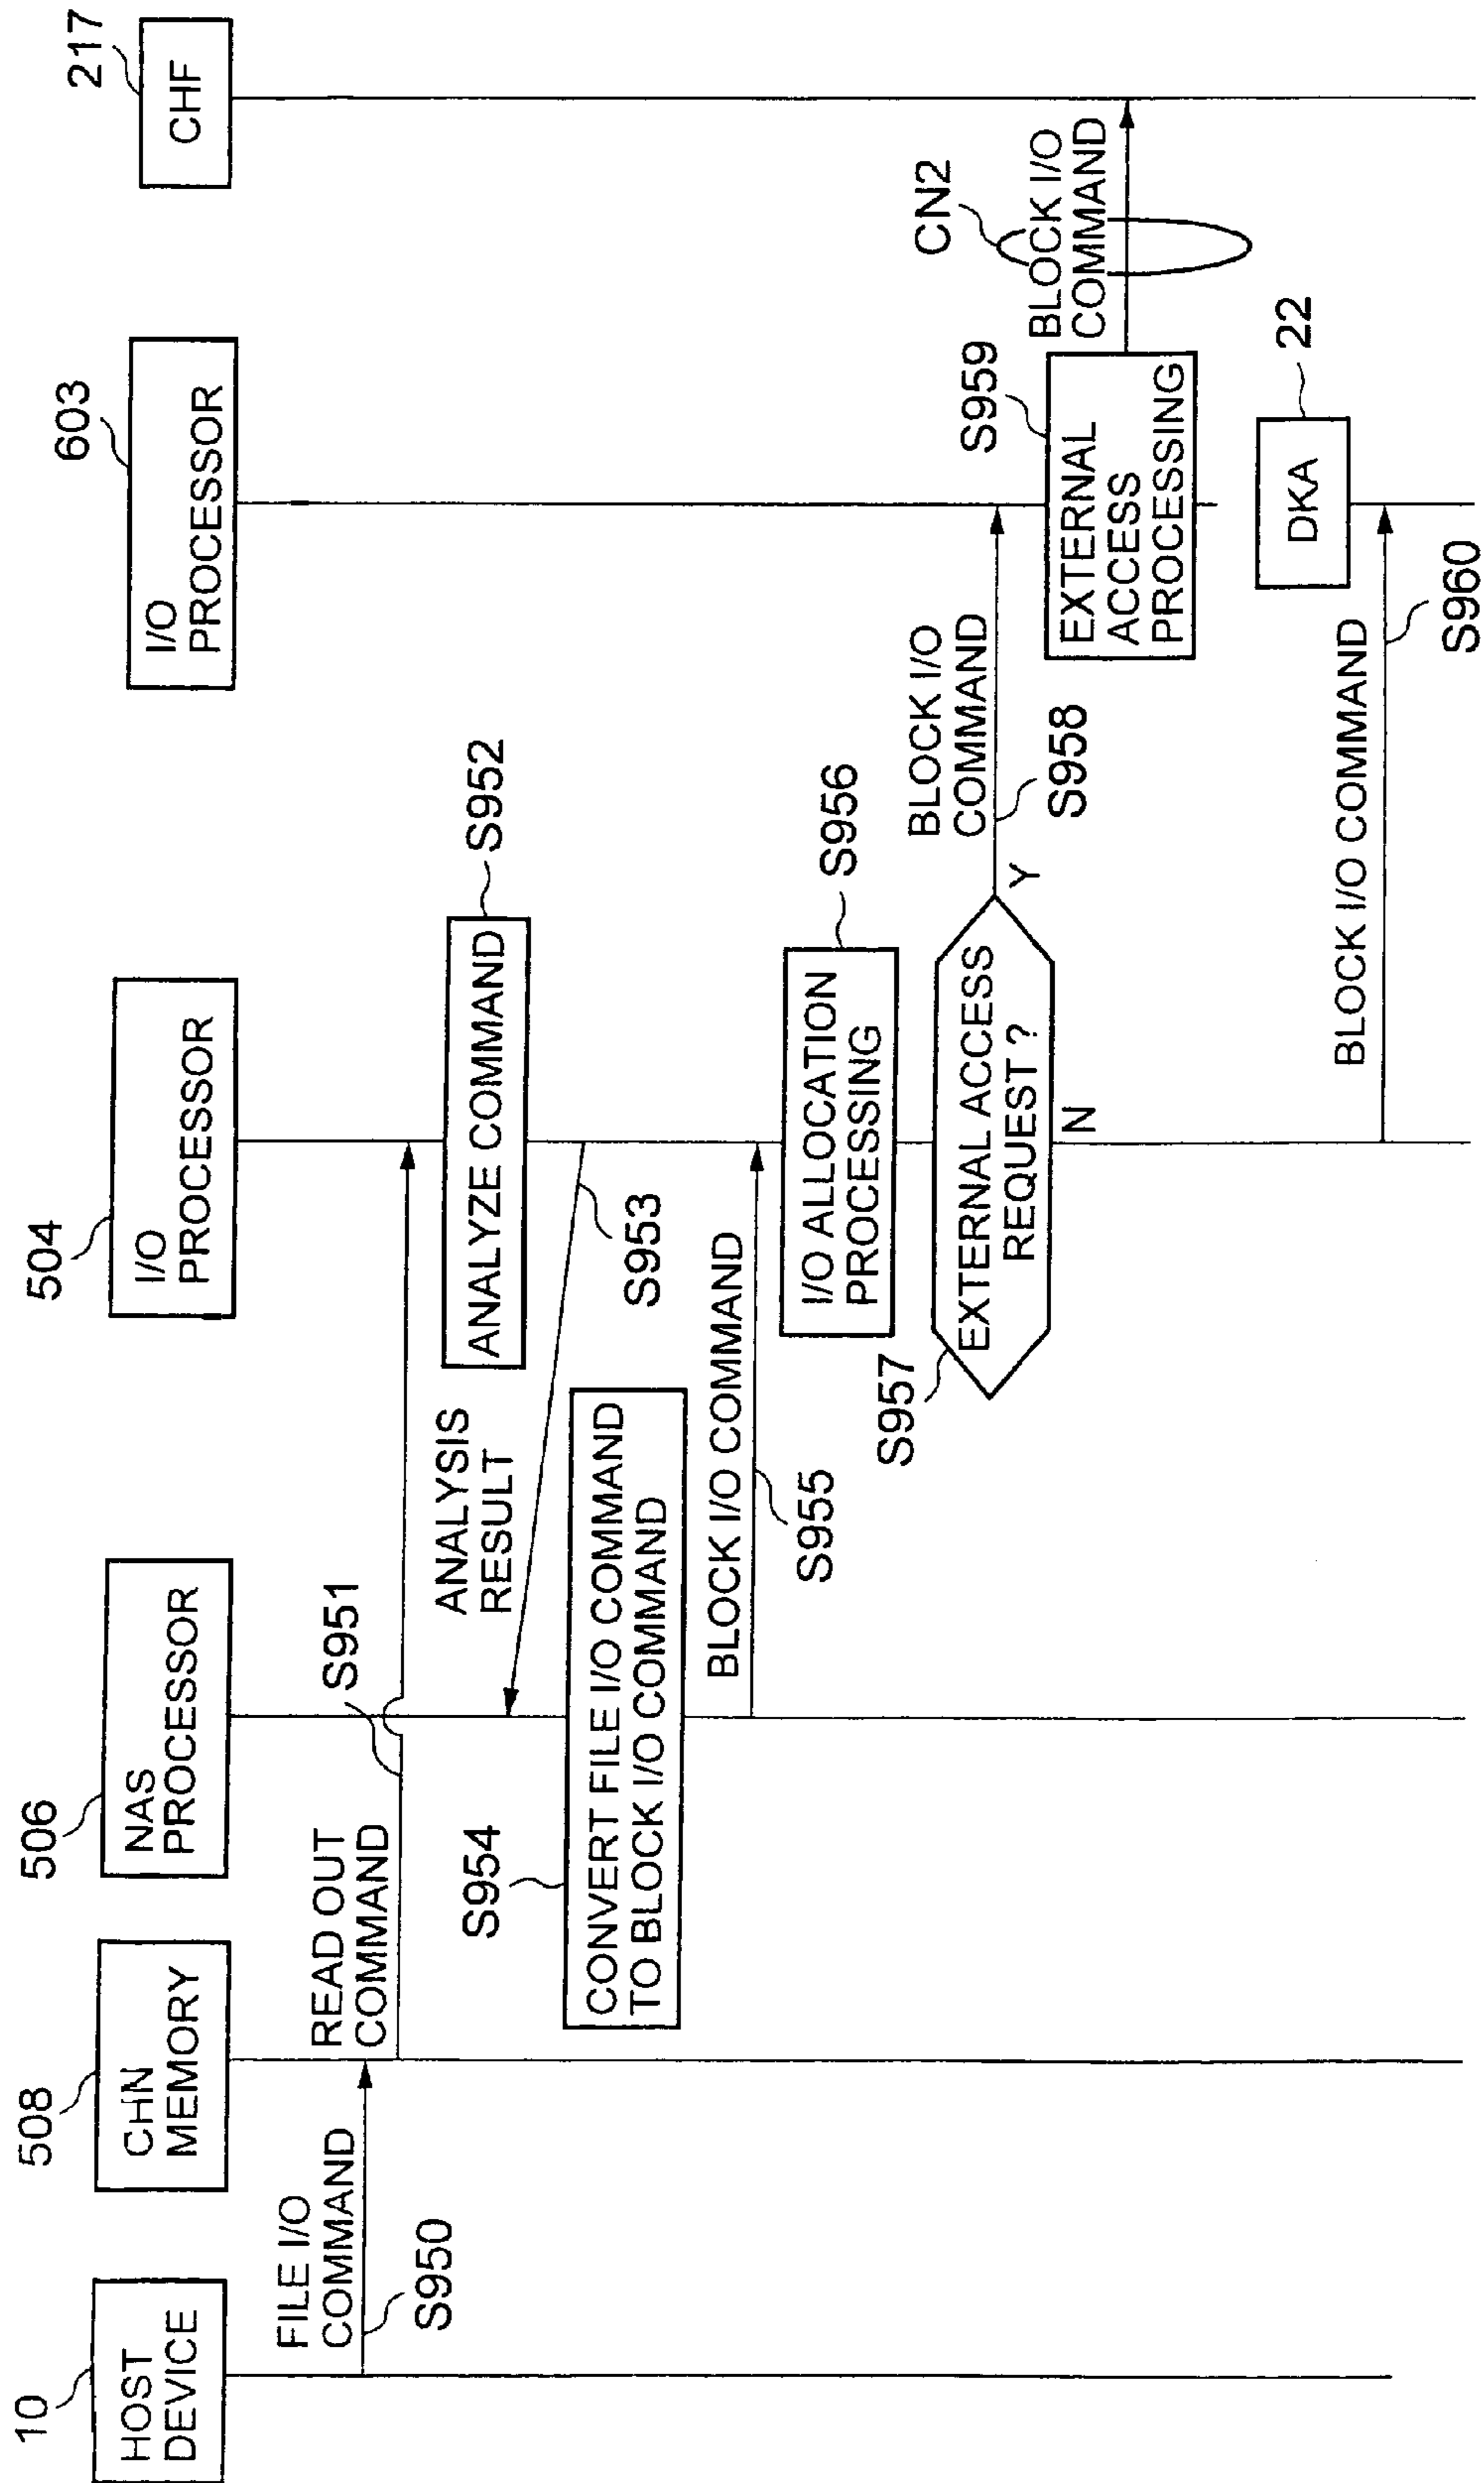 10
HOST
DEVICE
508
CHN
MEMORY
506
NAS
PROCESSOR
504
I/O
PROCESSOR
603
I/O
PROCESSOR
217
CHF
FILE I/O
COMMAND
S950
READ OUT
COMMAND
S951
ANALYZE COMMAND
S952
ANALYSIS
RESULT
S953
S954
CONVERT FILE I/O COMMAND
TO BLOCK I/O COMMAND
BLOCK I/O COMMAND
S955
I/O ALLOCATION
PROCESSING
S956
S957
EXTERNAL ACCESS
REQUEST ?
Y
N
BLOCK I/O
COMMAND
S958
S959
EXTERNAL
ACCESS
PROCESSING
CN2
BLOCK I/O
COMMAND
22
DKA
BLOCK I/O COMMAND
S960